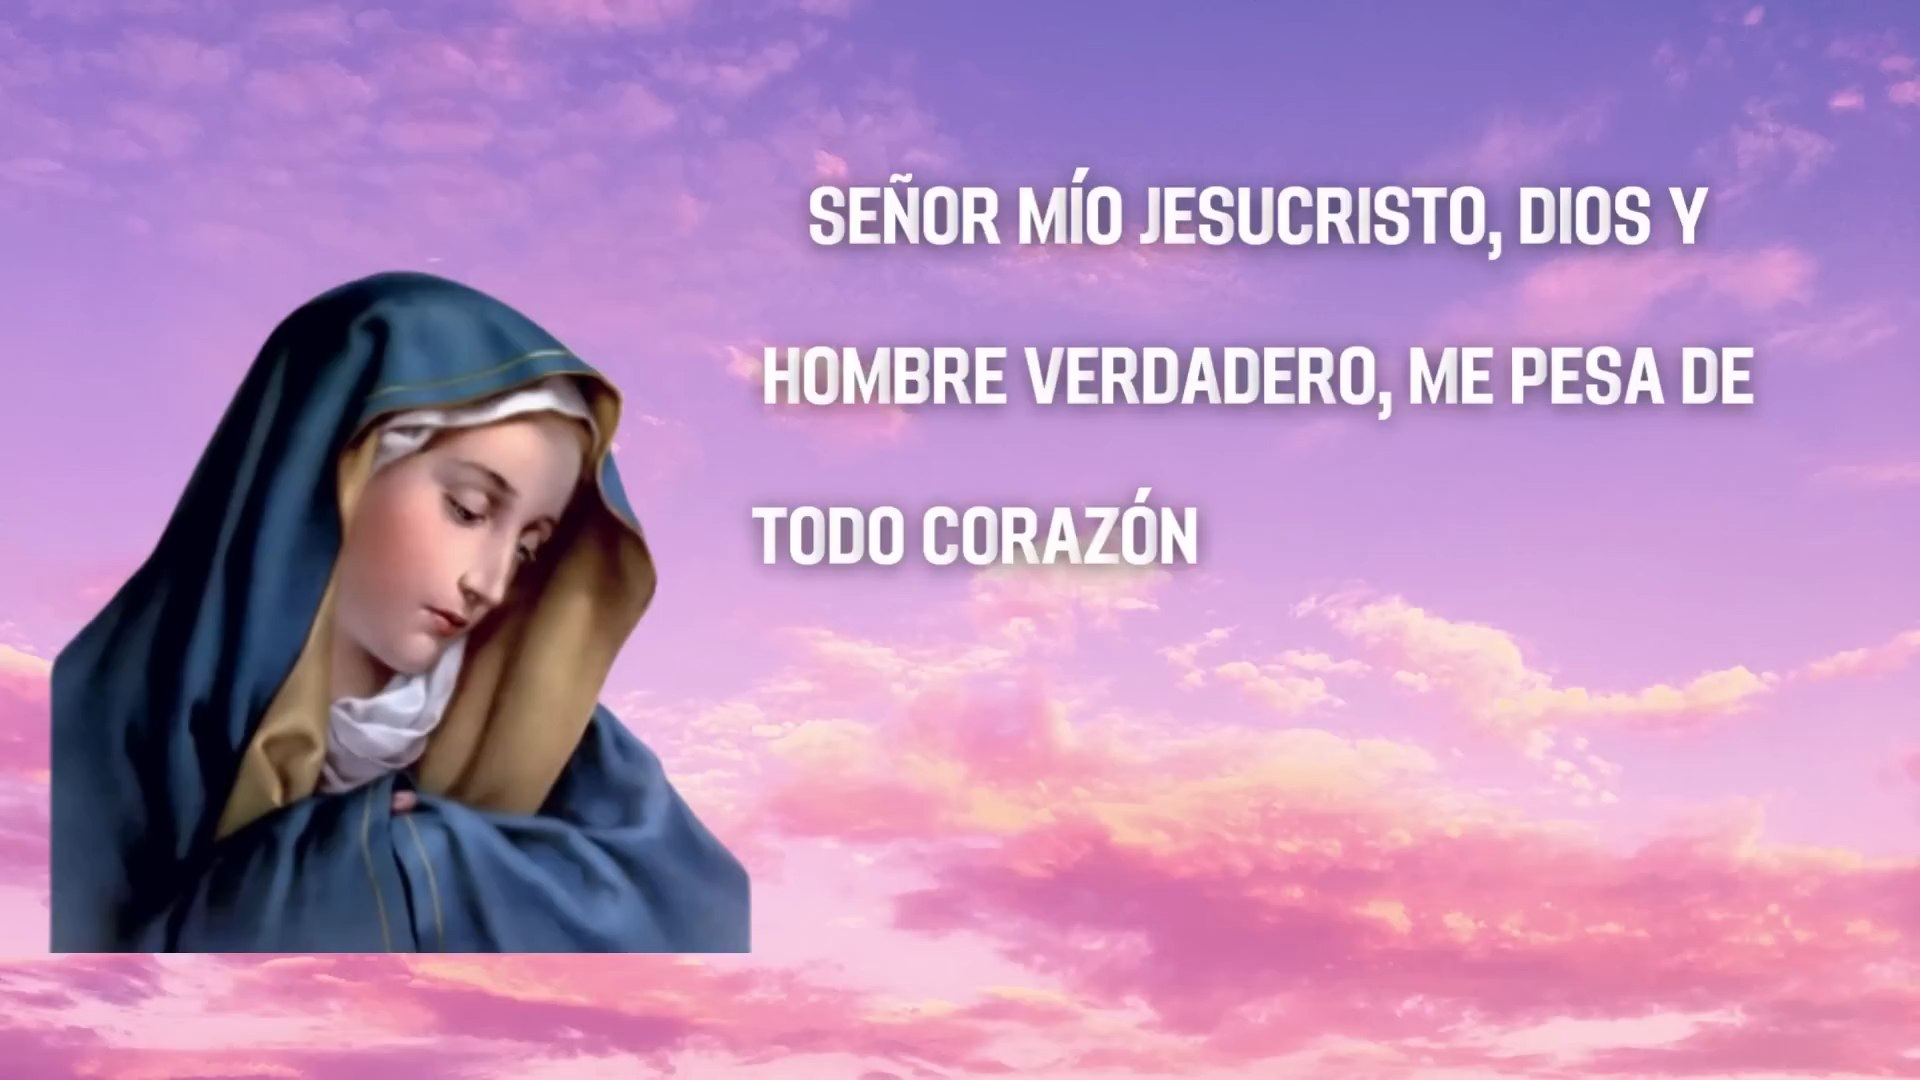 SEÑOR MÍO JESUCRISTO, DIOS Y
HOMBRE VERDADERO, ME PESA DE
TODO CORAZÓN